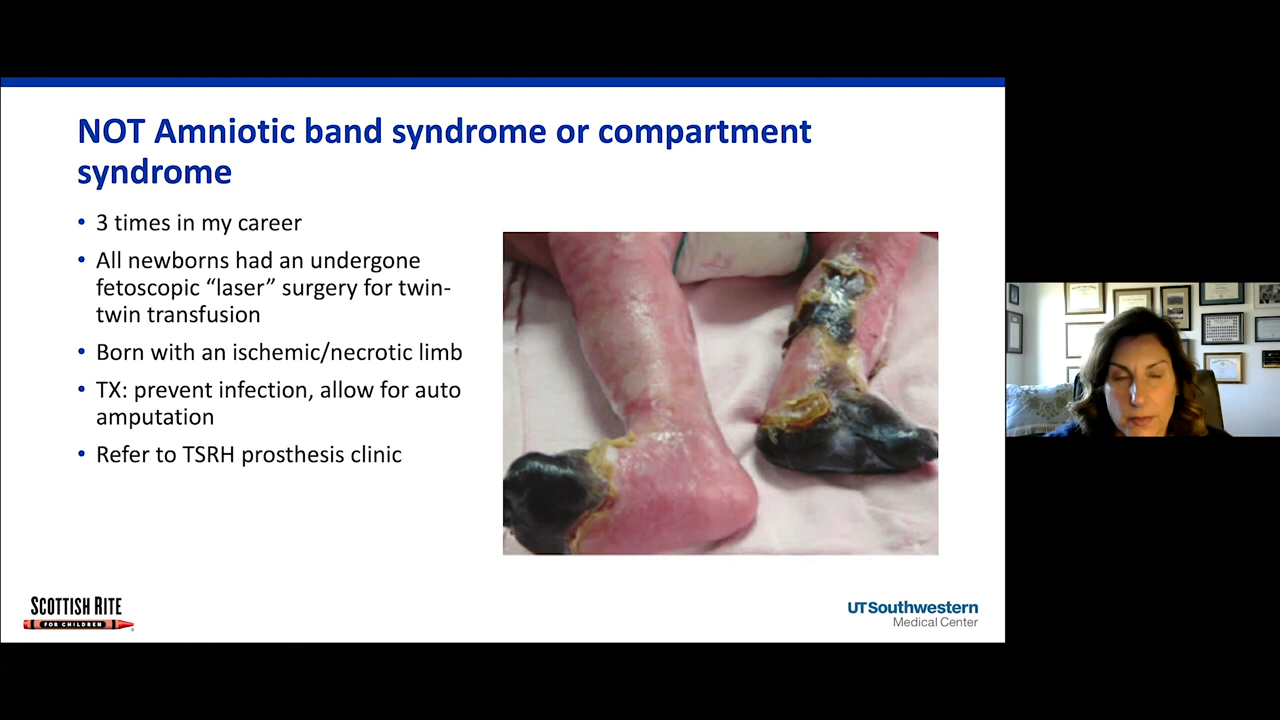 NOT Amniotic band syndrome or compartment
syndrome
• 3 times in my career
• All newborns had an undergone
fetoscopic “laser” surgery for twin-
twin transfusion
• Born with an ischemic/necrotic limb
• TX: prevent infection, allow for auto
amputation
• Refer to TSRH prosthesis clinic
SCOTTISH RITE
FOR CHILDREN
UTSouthwestern
Medical Center